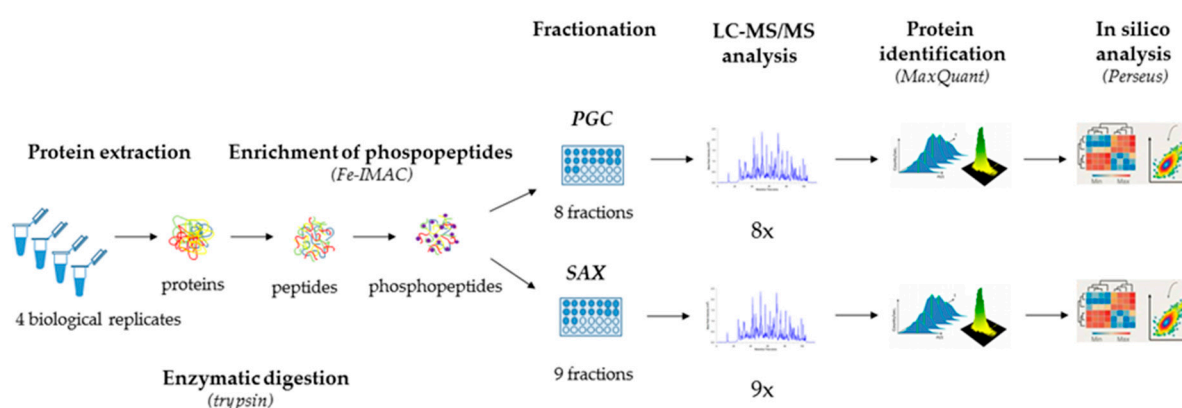 Fractionation
LC-MS/MS
analysis
Protein
identification
(MaxQuant)
In silico
analysis
(Perseus)
Protein extraction
Enrichment of phospopeptides
(Fe-IMAC)
PGC
8 fractions
8x
Min
Max
4 biological replicates
proteins
peptides
phosphopeptides
SAX
9 fractions
9x
Min
Max
Enzymatic digestion
(trypsin)